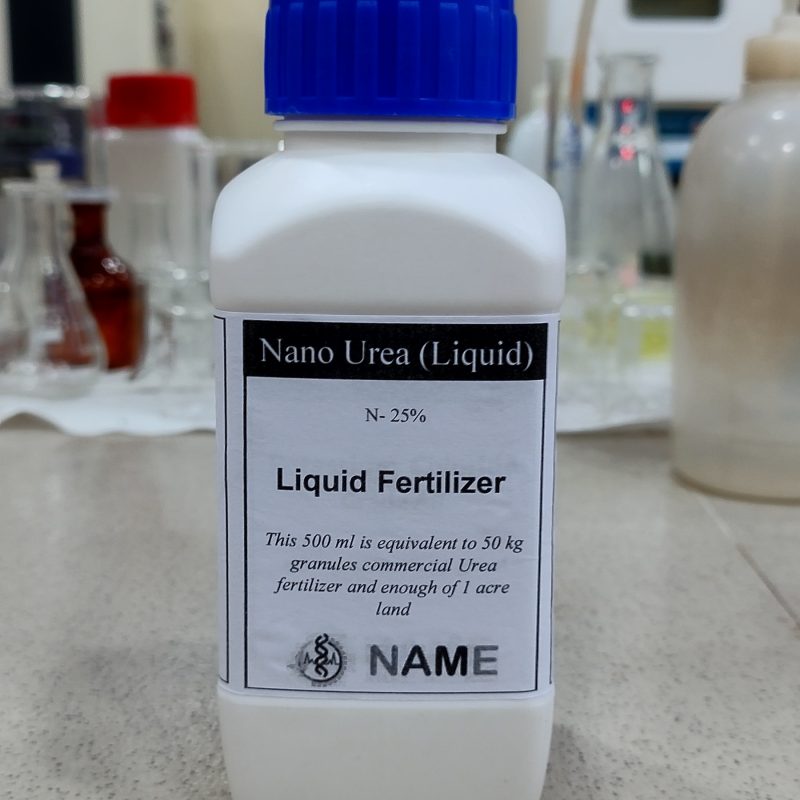 Nano Urea (Liquid)
N- 25%
Liquid Fertilizer
This 500 ml is equivalent to 50 kg
granules commercial Urea
fertilizer and enough of 1 acre
land
NAME